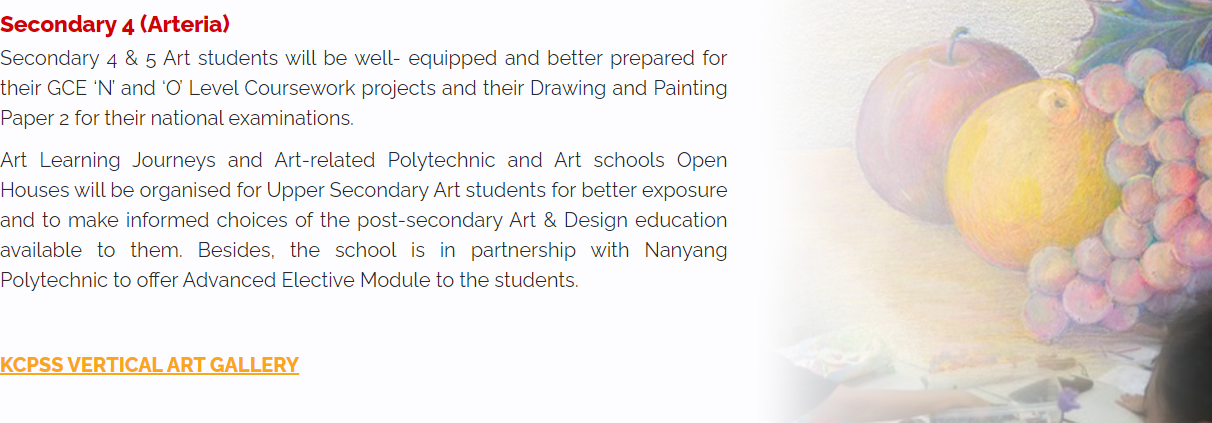 Secondary 4 (Arteria)
Secondary 4 & 5 Art students will be well- equipped and better prepared for
their GCE ‘N’ and ‘O’ Level Coursework projects and their Drawing and Painting
Paper 2 for their national examinations.
Art Learning Journeys and Art-related Polytechnic and Art schools Open
Houses will be organised for Upper Secondary Art students for better exposure
and to make informed choices of the post-secondary Art & Design education
available to them. Besides, the school is in partnership with Nanyang
Polytechnic to offer Advanced Elective Module to the students.
KCPSS VERTICAL ART GALLERY